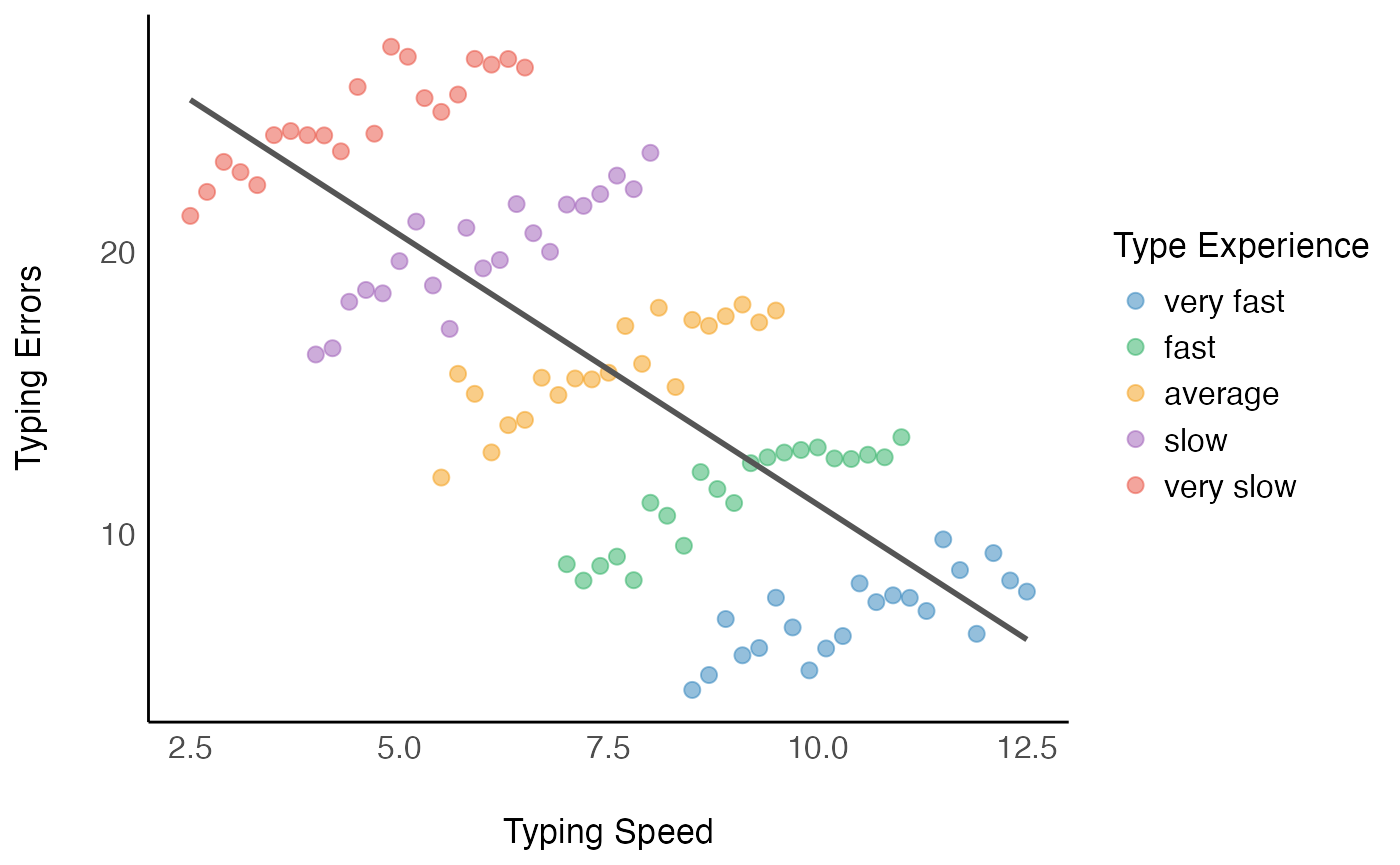 20
10
Typing Errors
2.5 5.0 7.5 10.0 12.5
Typing Speed
Type Experience
very fast
fast
average
slow
very slow